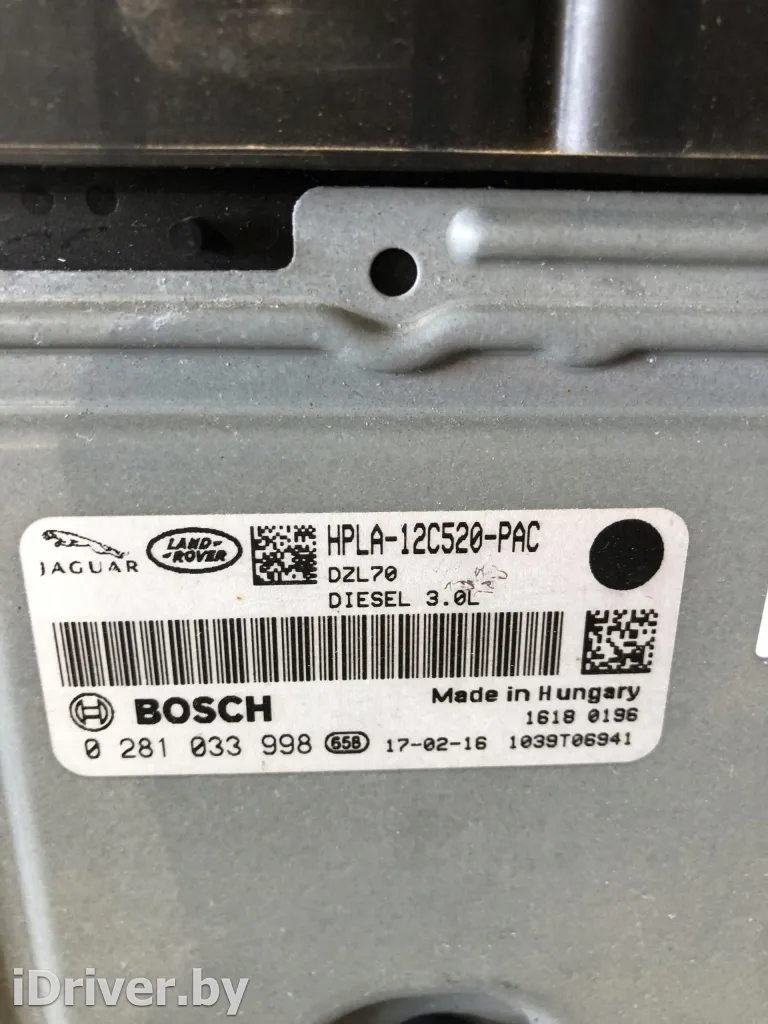 JAGUAR
LAND-
-ROVER
HPLA-12C520-PAC
DZL70
DIESEL 3.0L
BOSCH
Made in Hungary
1618 0196
0 281 033 998 658 17-02-16 1039T06941
iDriver.by